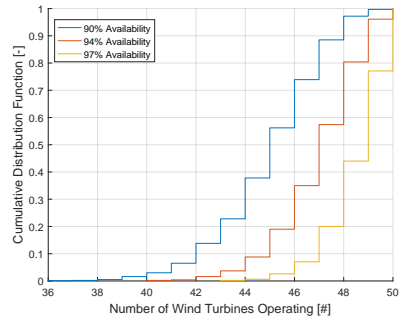 1
0.9
0.8
0.7
0.6
0.5
0.4
0.3
0.2
0.1
0
Cumulative Distribution Function [-]
90% Availability
94% Availability
97% Availability
36 38 40 42 44 46 48 50
Number of Wind Turbines Operating [#]